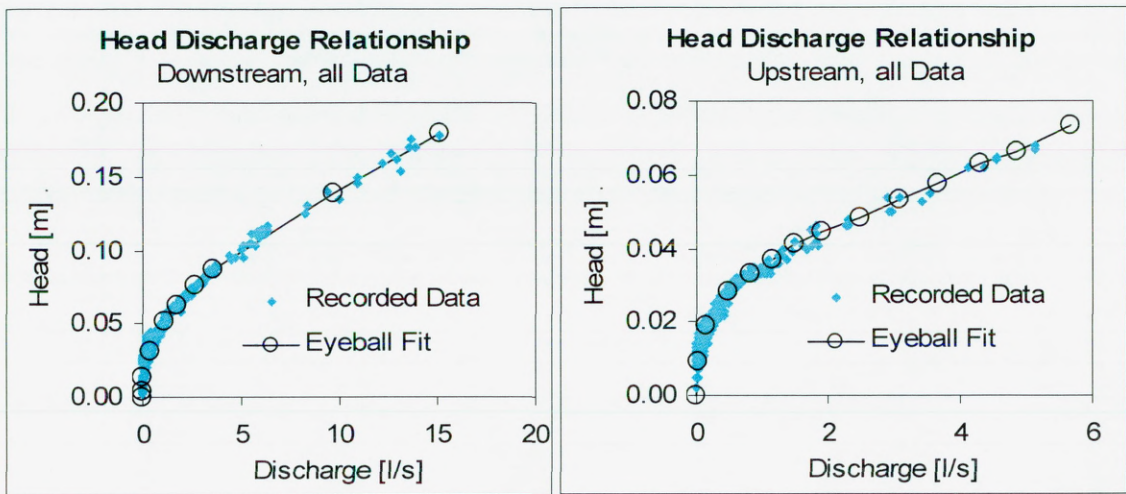 Head Discharge Relationship
Downstream, all Data
0.20
0.15
0.10
0.05
0.00
Head [m]
Recorded Data
Eyeball Fit
0 5 10 15 20
Discharge [l/s]
Head Discharge Relationship
Upstream, all Data
0.08
0.06
0.04
0.02
0.00
Head [m]
Recorded Data
Eyeball Fit
0 2 4 6
Discharge [l/s]